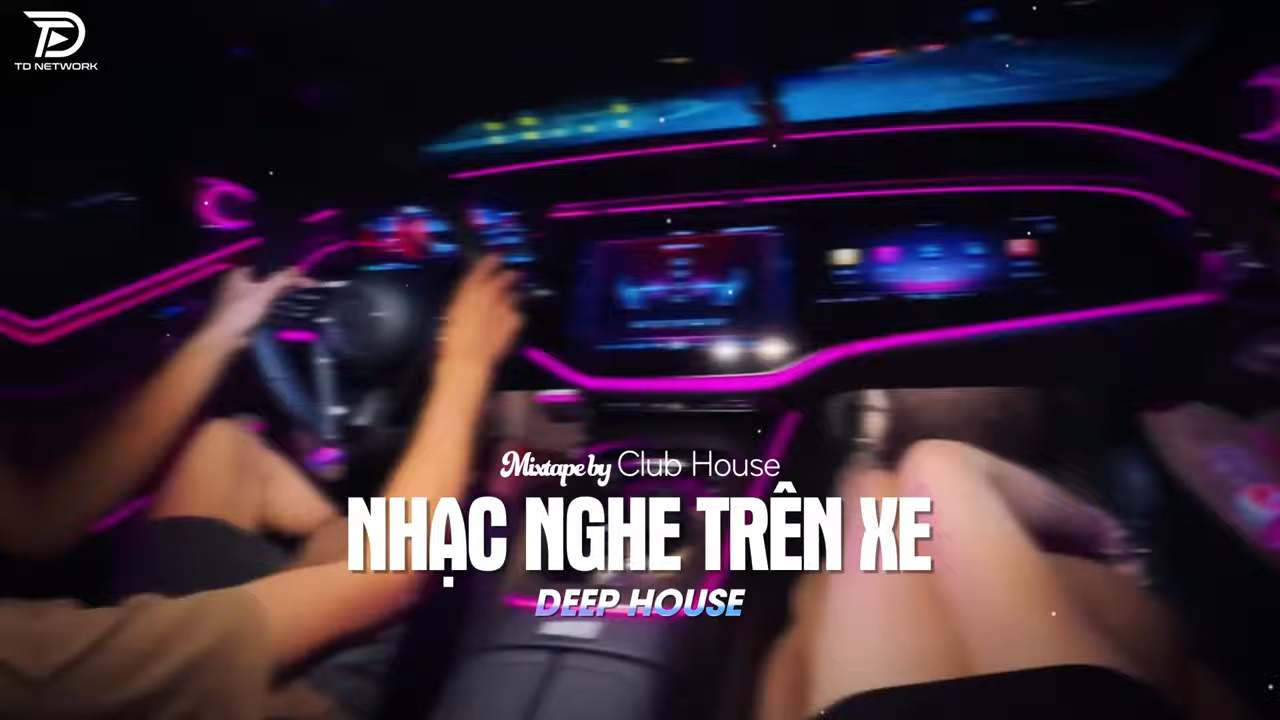 TD NETWORK
Mixtape by Club House
NHẠC NGHE TRÊN XE
DEEP HOUSE